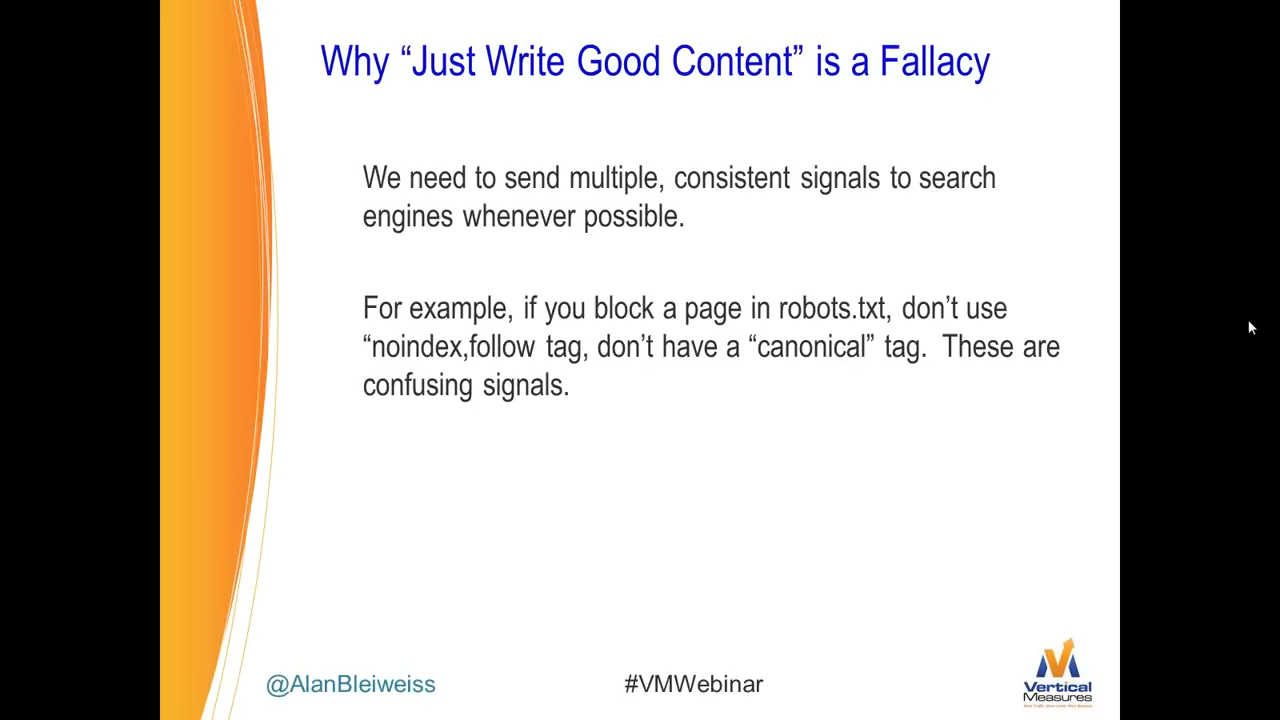 Why “Just Write Good Content” is a Fallacy
We need to send multiple, consistent signals to search
engines whenever possible.
For example, if you block a page in robots.txt, don’t use
“noindex,follow tag, don’t have a “canonical” tag.  These are
confusing signals.
@AlanBleiweiss
#VMWebinar
Vertical
Measures